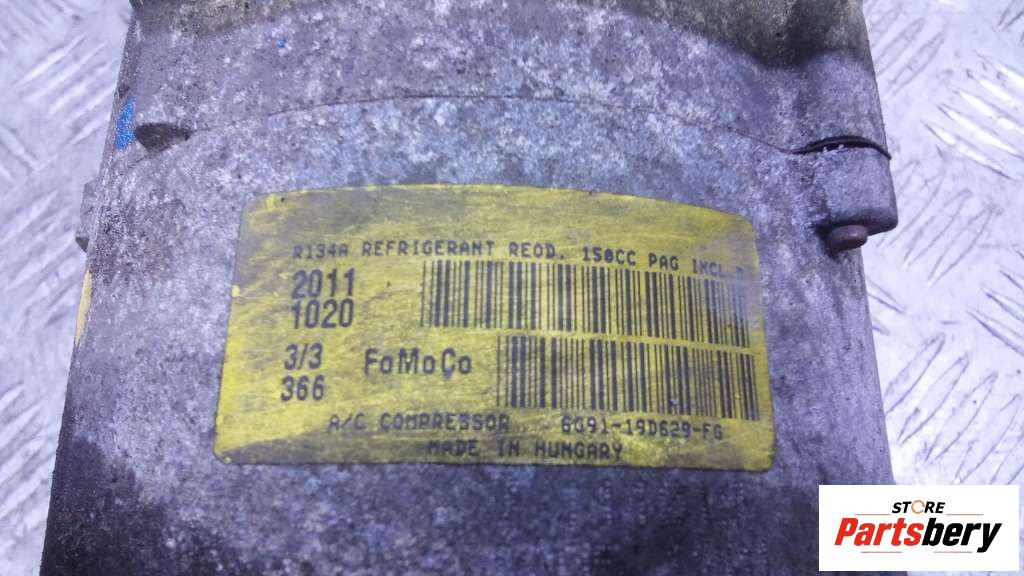 R134A REFRIGERANT REQD. 150CC PAG INCL.
2011
1020
3/3
366
FoMoCo
A/C COMPRESSOR 6G91-19D629-FG
MADE IN HUNGARY
STORE
Partsbery